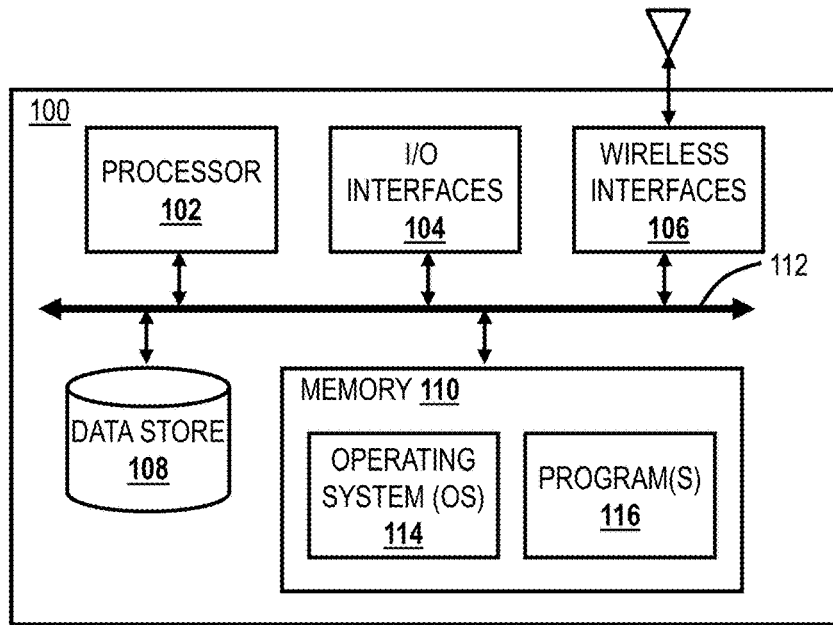 100
PROCESSOR
102
I/O
INTERFACES
104
WIRELESS
INTERFACES
106
112
DATA STORE
108
MEMORY 110
OPERATING
SYSTEM (OS)
114
PROGRAM(S)
116